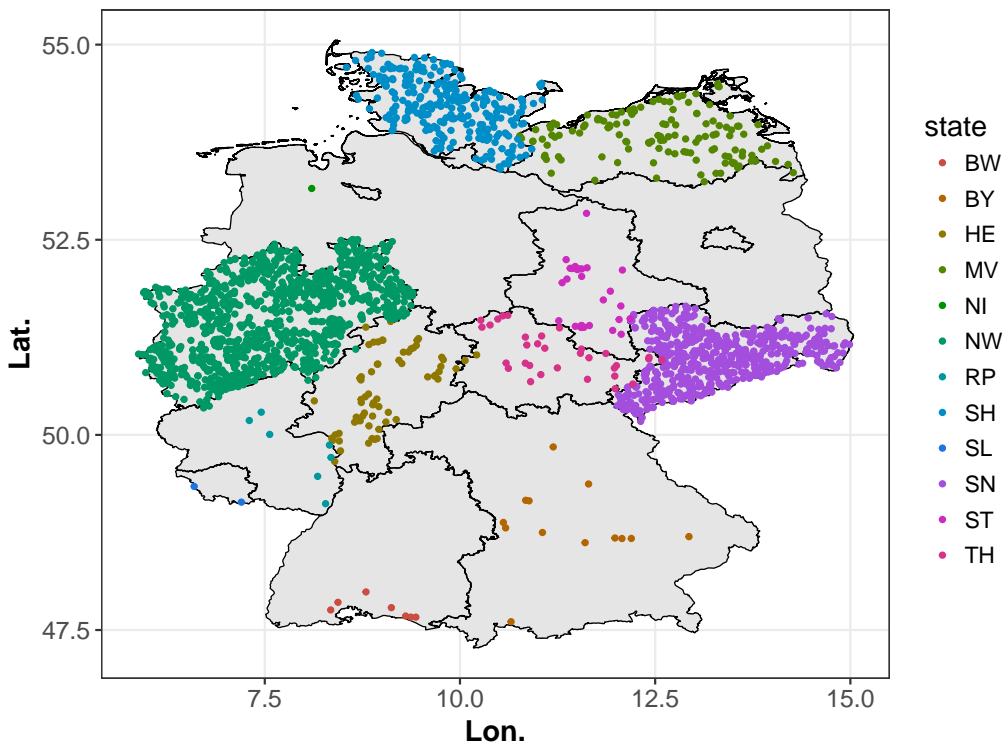 55.0
52.5
50.0
47.5
Lat.
7.5 10.0 12.5 15.0
Lon.
state
BW
BY
HE
MV
NI
NW
RP
SH
SL
SN
ST
TH